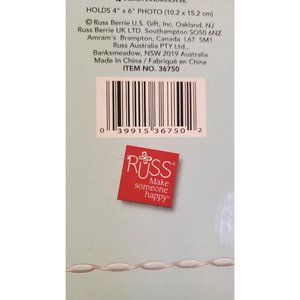 HOLDS 4" x 6" PHOTO (10.2 x 15.2 cm)
© Russ Berrie U.S. Gift, Inc. Oakland, NJ
Russ Berrie UK LTD. Southampton SO50 6NZ
Amram's Brampton, Canada L6T 5M1
Russ Australia PTY Ltd.,
Banksmeadow, NSW 2019 Australia
Made In China / Fabriqué en Chine
ITEM NO. 36750
0 39915 36750 2
RUSS®
Make
someone
happy®